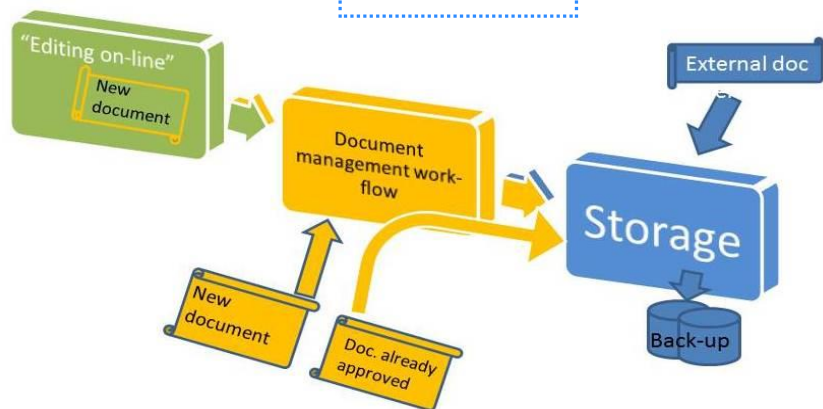 “Editing on-line”
New
document
External doc
Document
management work-
flow
Storage
New
document
Doc. already
approved
Back-up